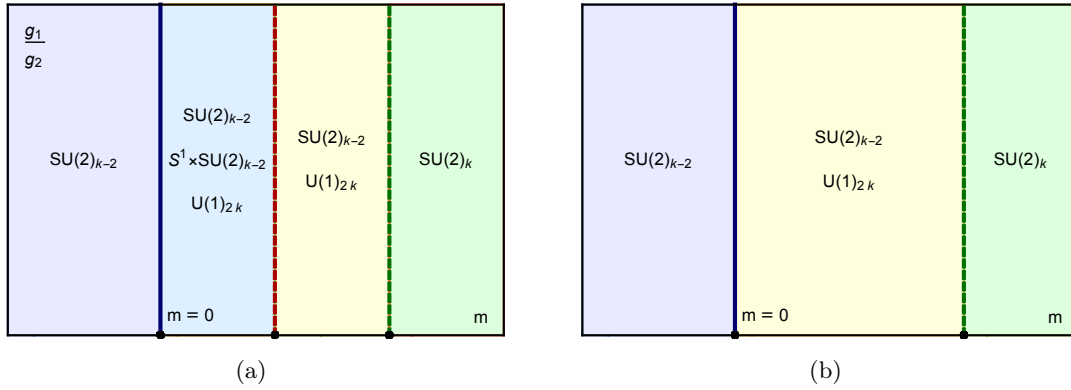 g₁
g₂
SU(2)ₖ₋₂
SU(2)ₖ₋₂
S¹×SU(2)ₖ₋₂
U(1)₂ₖ
SU(2)ₖ₋₂
U(1)₂ₖ
SU(2)ₖ
m = 0
m
(a)
SU(2)ₖ₋₂
SU(2)ₖ₋₂
U(1)₂ₖ
SU(2)ₖ
m = 0
m
(b)